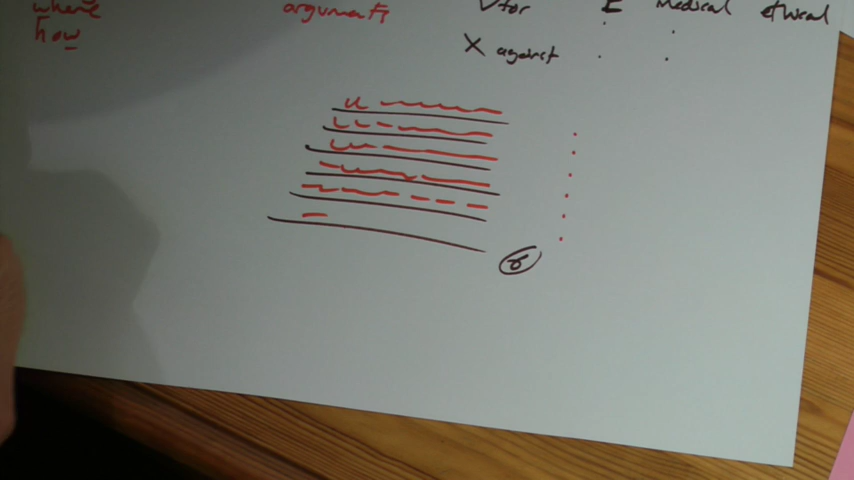 where
how
arguments
✓ for E Medical ethical
X against